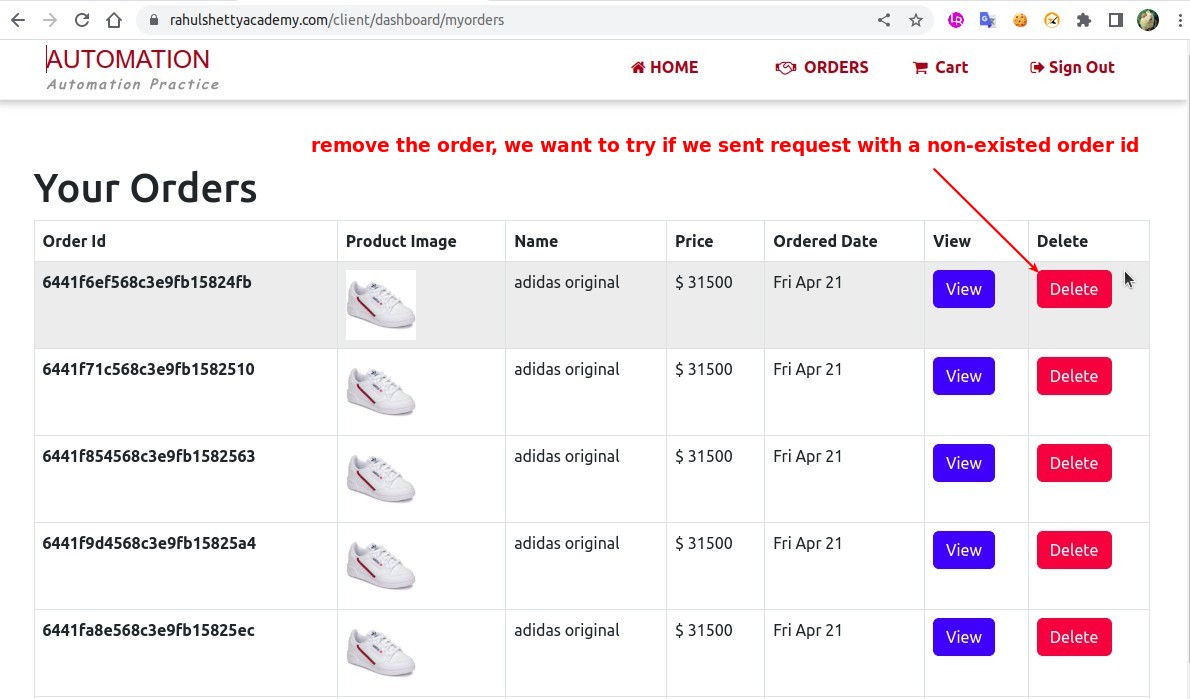 rahulshettyacademy.com/client/dashboard/myorders
AUTOMATION
Automation Practice
HOME ORDERS Cart Sign Out
remove the order, we want to try if we sent request with a non-existed order id
Your Orders
Order Id Product Image Name Price Ordered Date View Delete
6441f6ef568c3e9fb15824fb adidas original $ 31500 Fri Apr 21 View Delete
6441f71c568c3e9fb1582510 adidas original $ 31500 Fri Apr 21 View Delete
6441f854568c3e9fb1582563 adidas original $ 31500 Fri Apr 21 View Delete
6441f9d4568c3e9fb15825a4 adidas original $ 31500 Fri Apr 21 View Delete
6441fa8e568c3e9fb15825ec adidas original $ 31500 Fri Apr 21 View Delete